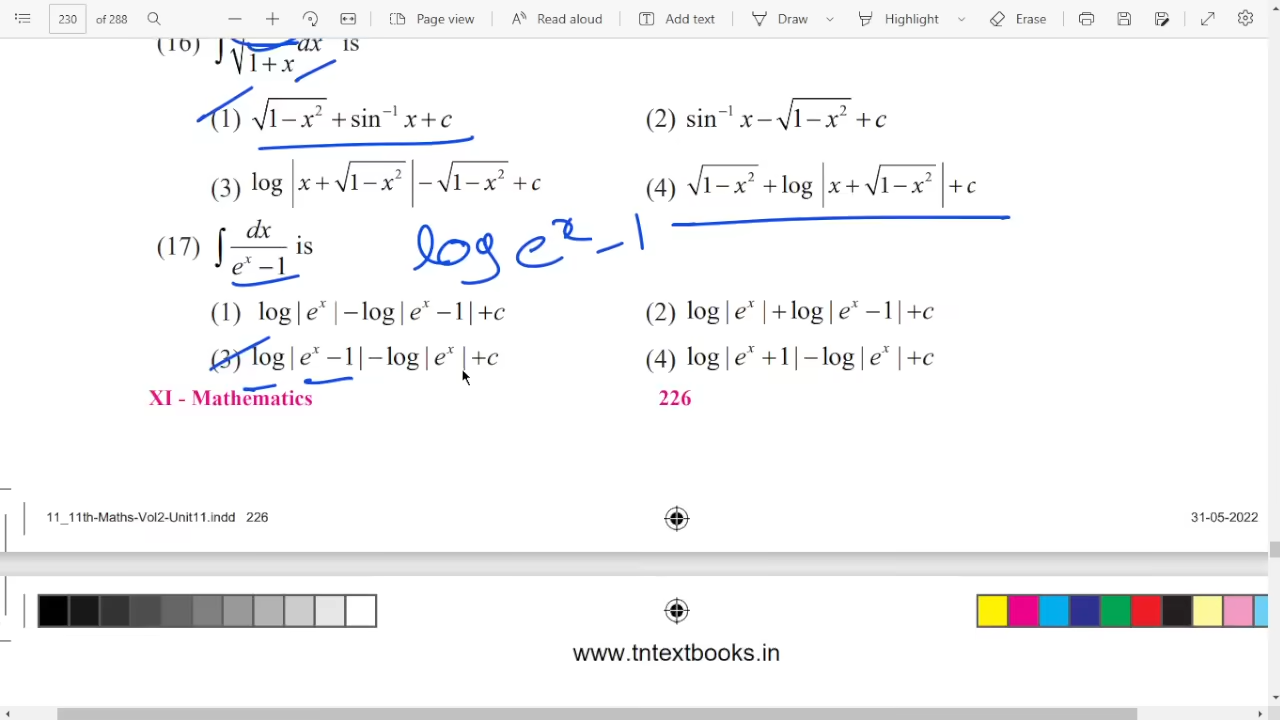 230 of 288 Page view Read aloud Add text Draw Highlight Erase
(16) ∫ √1 + x dx is
(1) √1−x² + sin⁻¹ x + c (2) sin⁻¹ x − √1−x² + c
(3) log |x + √1−x²| − √1−x² + c (4) √1−x² + log |x + √1−x²| + c
(17) ∫ dx / eˣ −1 is log eˣ − 1
(1) log | eˣ | − log | eˣ −1| + c (2) log | eˣ | + log | eˣ −1| + c
(3) log | eˣ −1| − log | eˣ | + c (4) log | eˣ +1| − log | eˣ | + c
XI - Mathematics 226
11_11th-Maths-Vol2-Unit11.indd 226 31-05-2022
www.tntextbooks.in